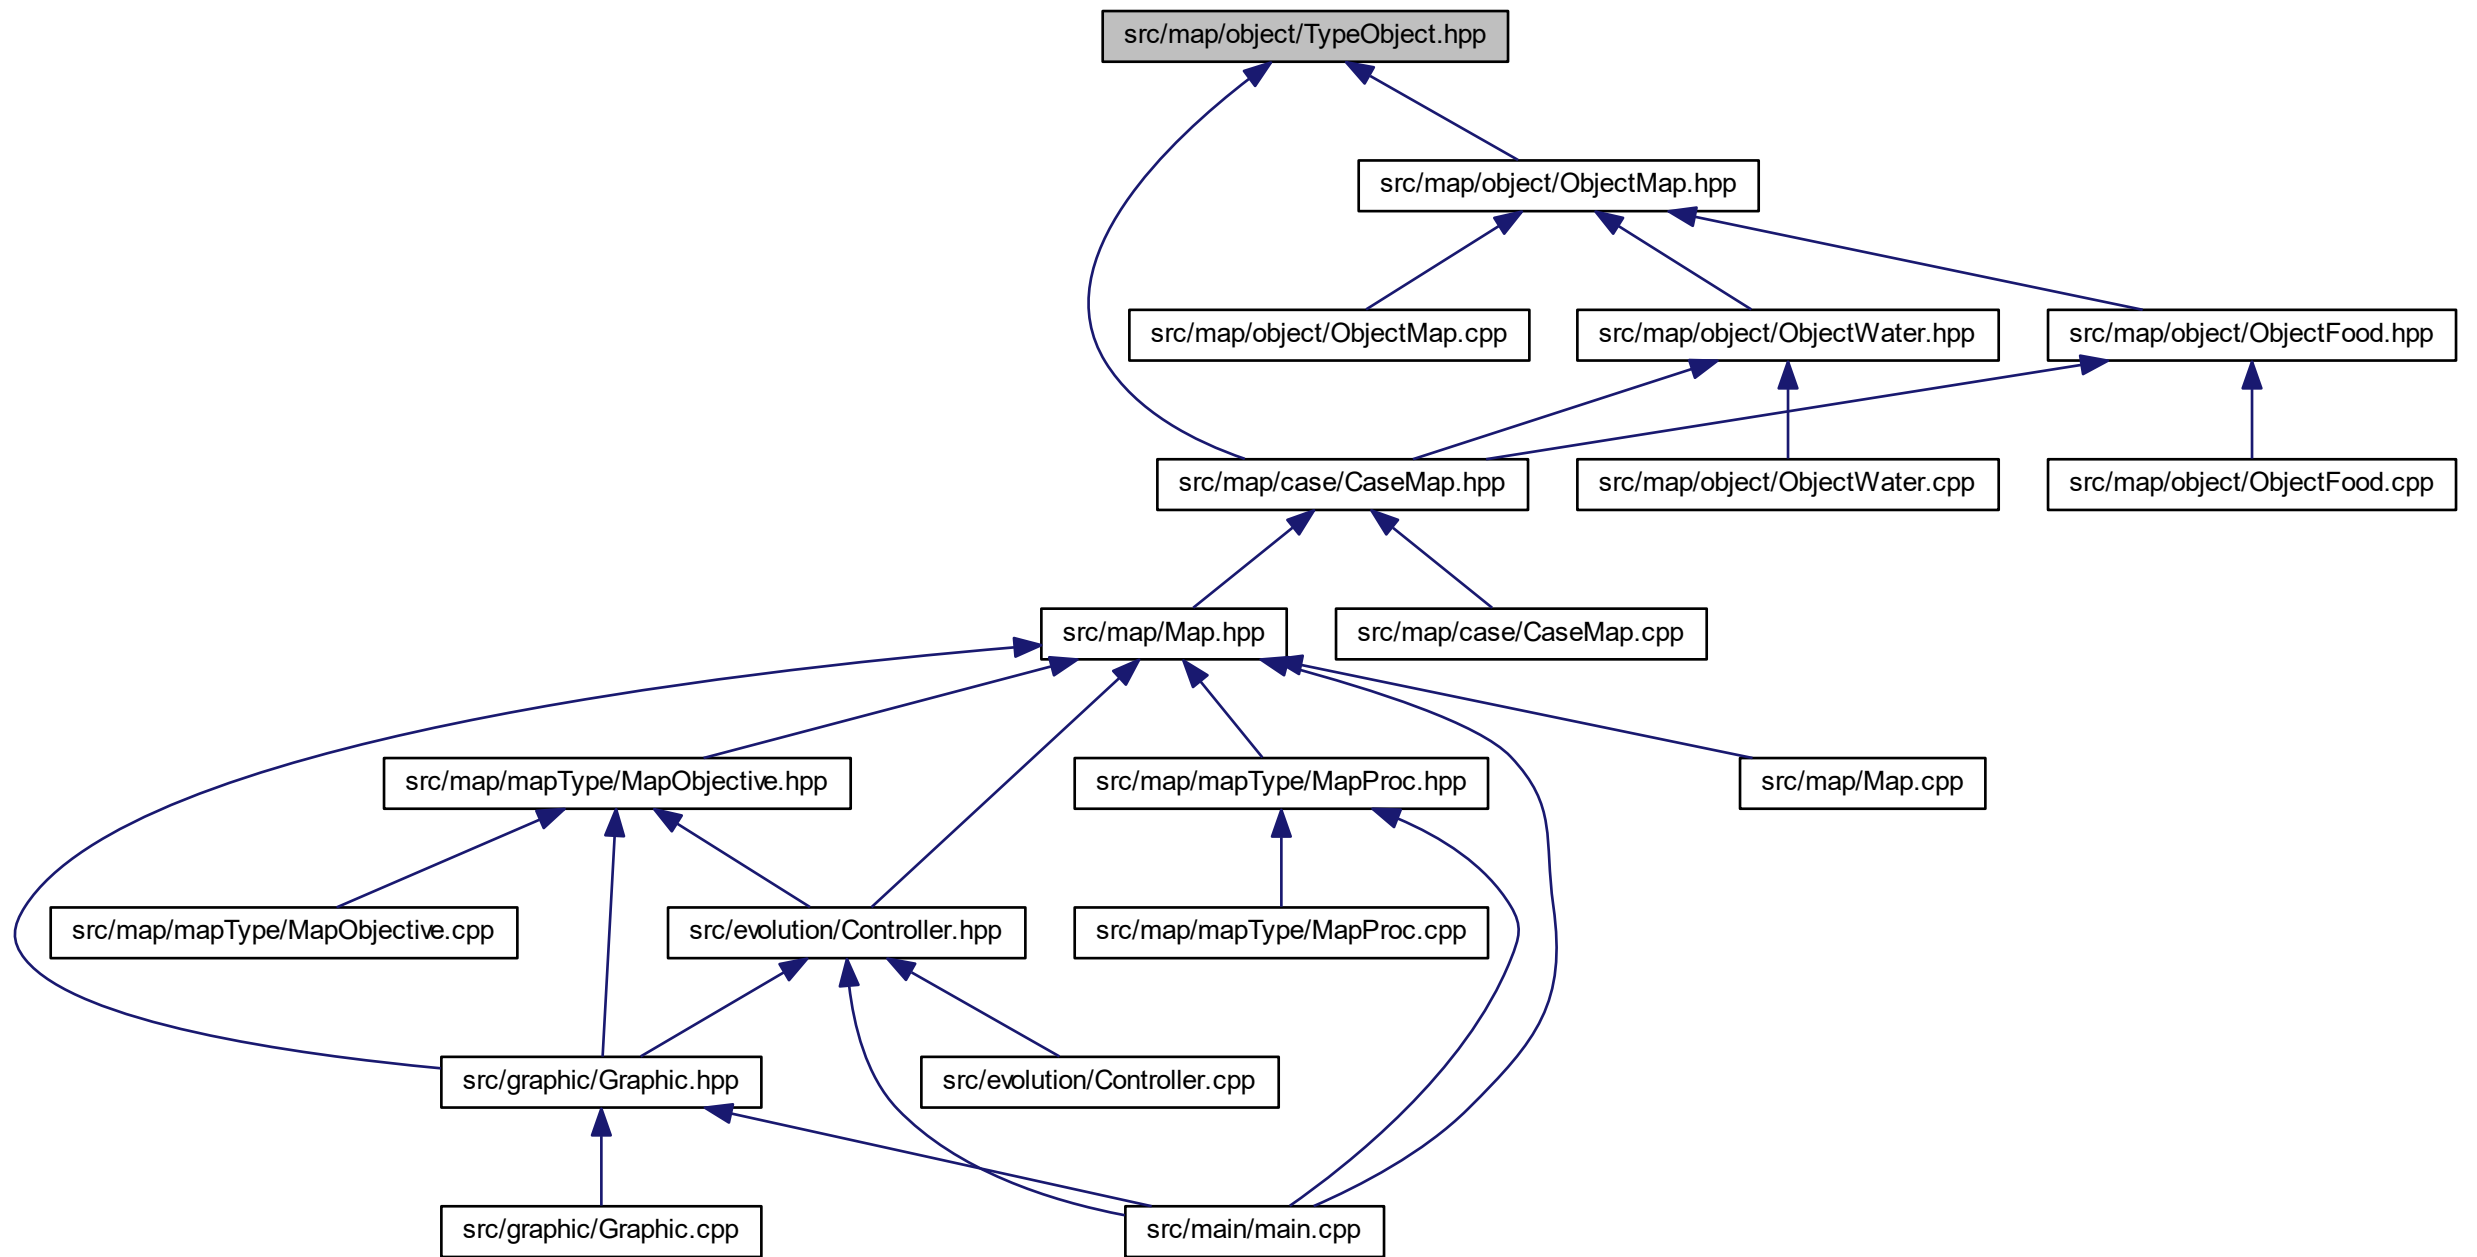 src/map/object/TypeObject.hpp
src/map/object/ObjectMap.hpp
src/map/object/ObjectMap.cpp
src/map/object/ObjectWater.hpp
src/map/object/ObjectFood.hpp
src/map/case/CaseMap.hpp
src/map/object/ObjectWater.cpp
src/map/object/ObjectFood.cpp
src/map/Map.hpp
src/map/case/CaseMap.cpp
src/map/mapType/MapObjective.hpp
src/map/mapType/MapProc.hpp
src/map/Map.cpp
src/map/mapType/MapObjective.cpp
src/evolution/Controller.hpp
src/map/mapType/MapProc.cpp
src/graphic/Graphic.hpp
src/evolution/Controller.cpp
src/graphic/Graphic.cpp
src/main/main.cpp